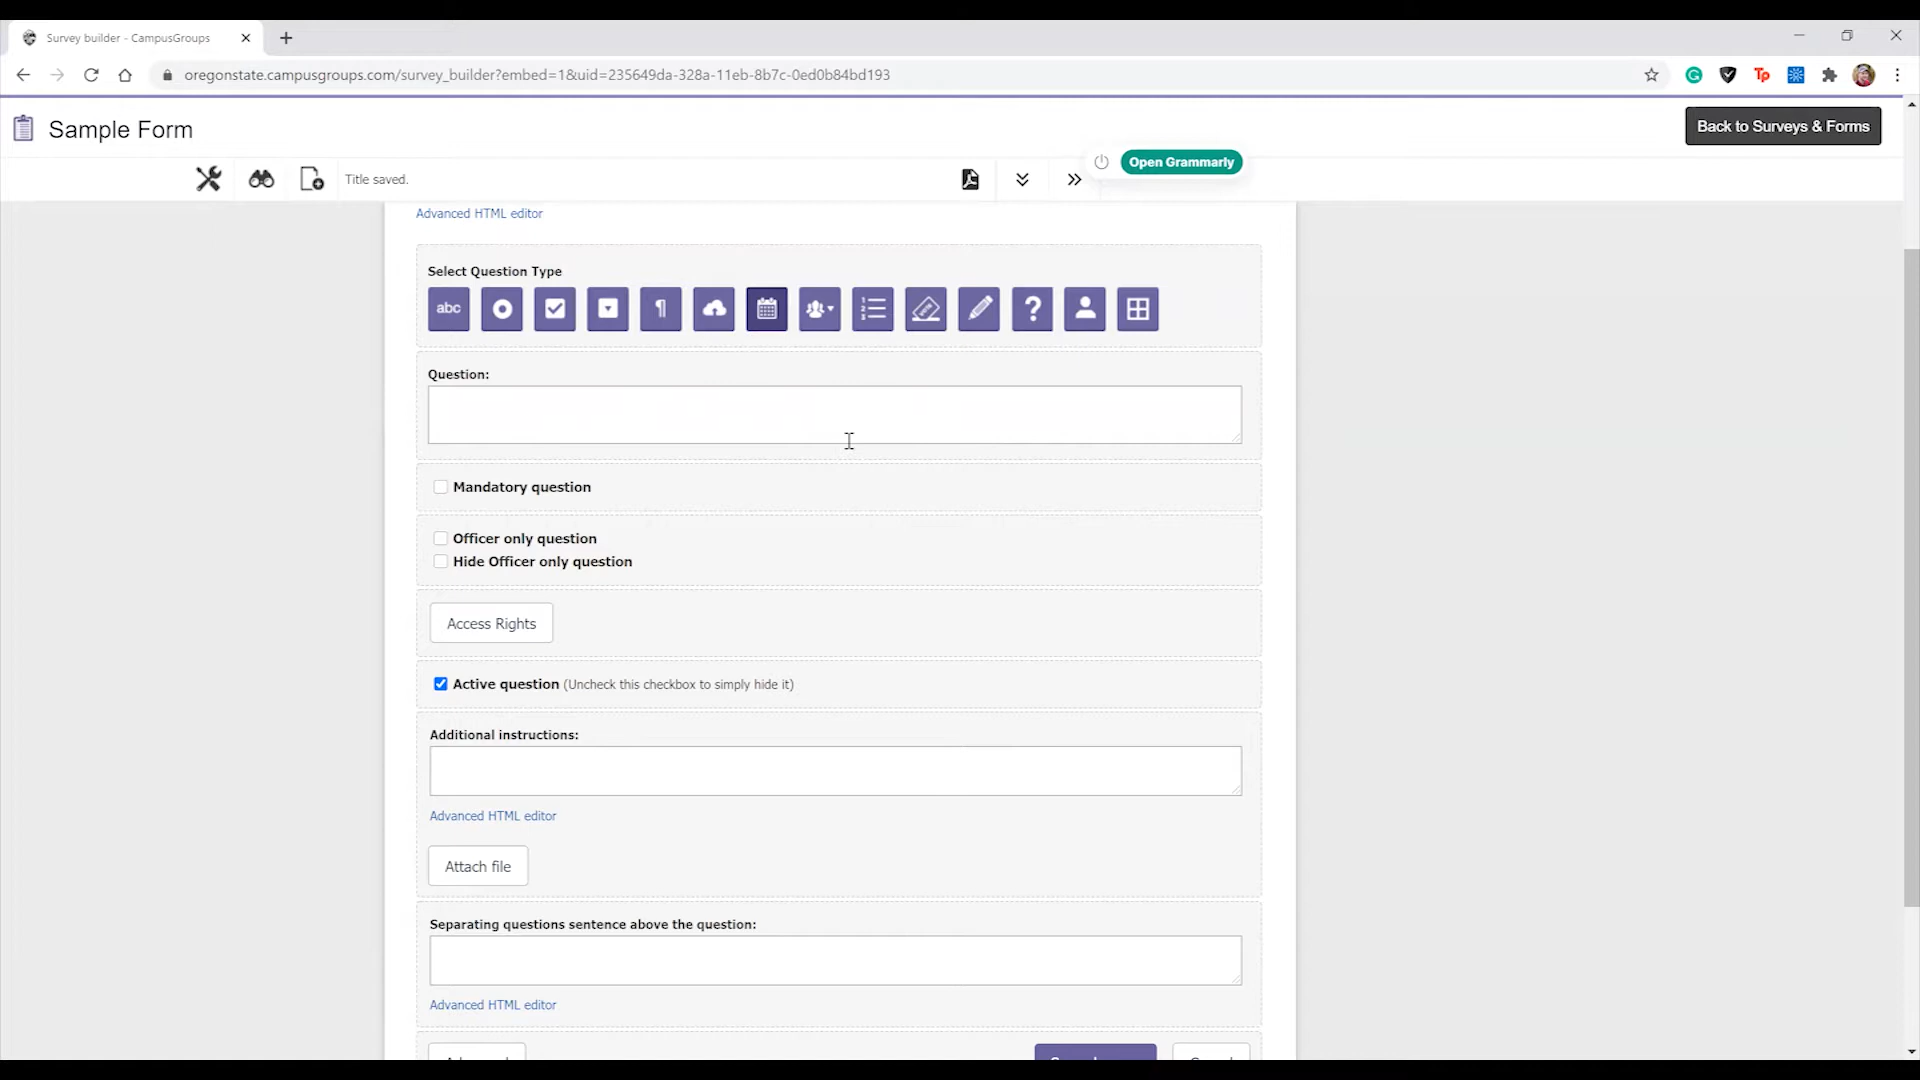 Survey builder - CampusGroups
oregonstate.campusgroups.com/survey_builder?embed=1&uid=235649da-328a-11eb-8b7c-0ed0b84bd193
Tp
Sample Form
Back to Surveys & Forms
Title saved.
Open Grammarly
Advanced HTML editor
Select Question Type
abc
Question:
Mandatory question
Officer only question
Hide Officer only question
Access Rights
Active question (Uncheck this checkbox to simply hide it)
Additional instructions:
Advanced HTML editor
Attach file
Separating questions sentence above the question:
Advanced HTML editor